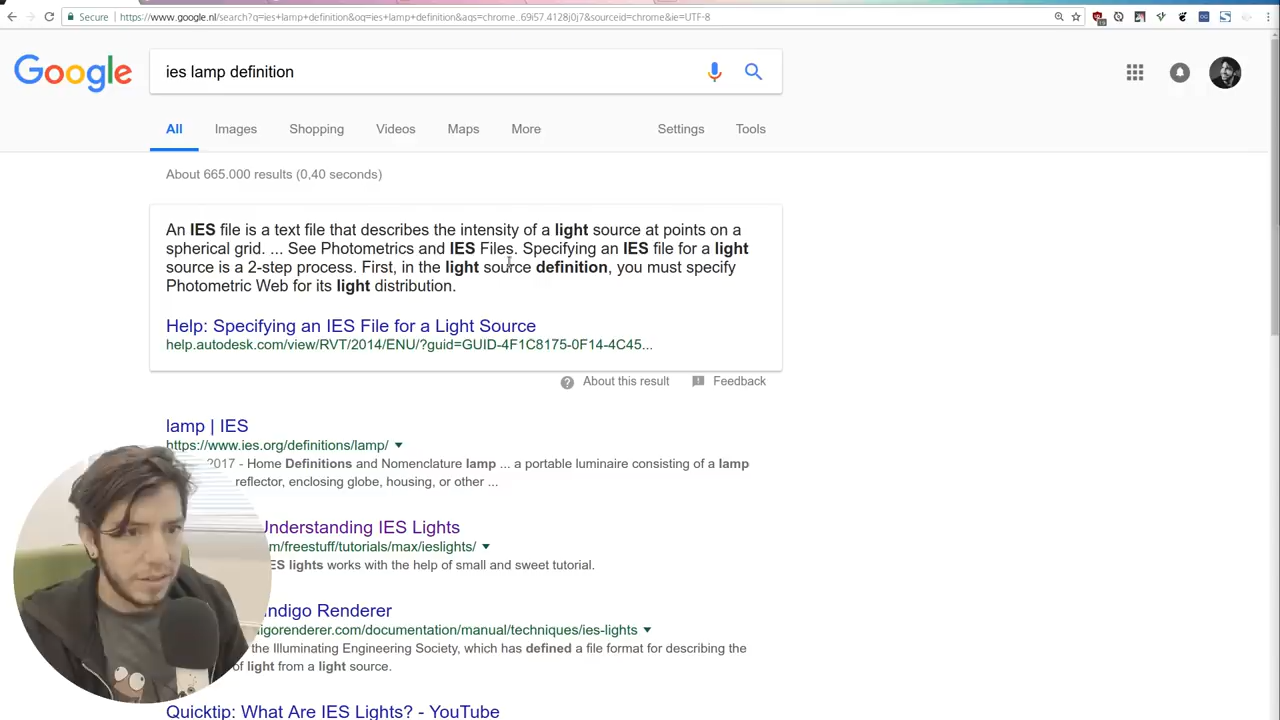 Secure https://www.google.nl/search?q=ies+lamp+definition&oq=ies+lamp+definition&aqs=chrome..69i57.4128j0j7&sourceid=chrome&ie=UTF-8
Google
ies lamp definition
All Images Shopping Videos Maps More Settings Tools
About 665.000 results (0,40 seconds)
An IES file is a text file that describes the intensity of a light source at points on a
spherical grid. ... See Photometrics and IES Files. Specifying an IES file for a light
source is a 2-step process. First, in the light source definition, you must specify
Photometric Web for its light distribution.
Help: Specifying an IES File for a Light Source
help.autodesk.com/view/RVT/2014/ENU/?guid=GUID-4F1C8175-0F14-4C45...
About this result Feedback
lamp | IES
https://www.ies.org/definitions/lamp/
2017 - Home Definitions and Nomenclature lamp ... a portable luminaire consisting of a lamp
reflector, enclosing globe, housing, or other ...
Understanding IES Lights
m/freestuff/tutorials/max/ieslights/
ES lights works with the help of small and sweet tutorial.
Indigo Renderer
igorenderer.com/documentation/manual/techniques/ies-lights
the Illuminating Engineering Society, which has defined a file format for describing the
of light from a light source.
Quicktip: What Are IES Lights? - YouTube